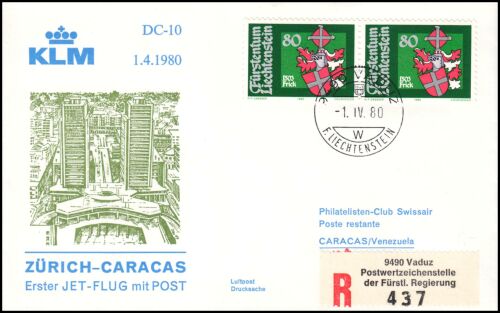 KLM
DC-10
1.4.1980
80
Fürstentum
Liechtenstein
Frick
80
Fürstentum
Liechtenstein
Frick
-1. IV. 80
W
F. LIECHTENSTEIN
ZÜRICH–CARACAS
Erster JET-FLUG mit POST
Luftpost
Drucksache
Philatelisten-Club Swissair
Poste restante
CARACAS/Venezuela
R
9490 Vaduz
Postwertzeichenstelle
der Fürstl. Regierung
437